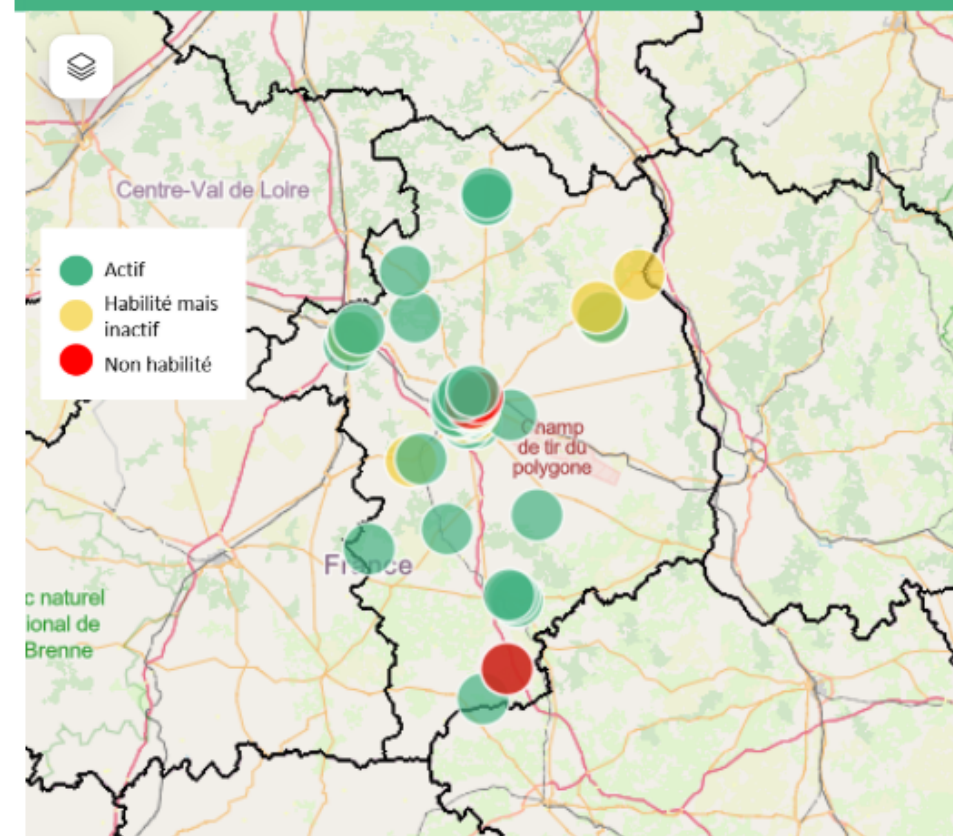 Centre-Val de Loire
Actif
Habilité mais
inactif
Non habilité
Champ
de tir du
polygone
France
c naturel
ional de
Brenne